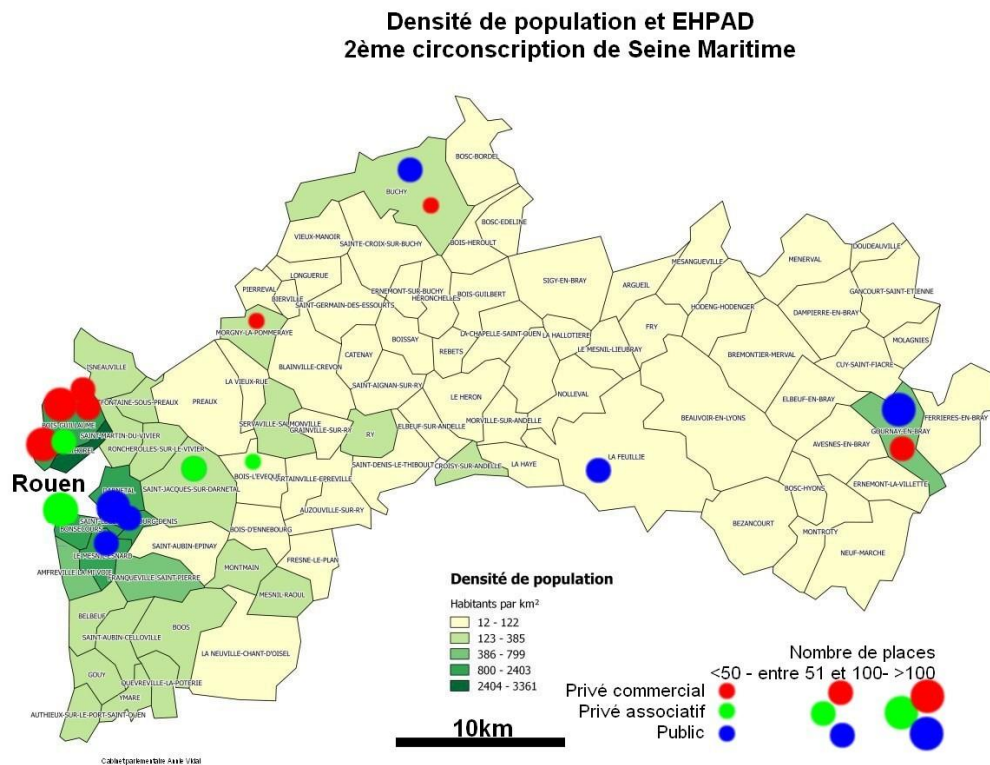 Densité de population et EHPAD
2ème circonscription de Seine Maritime
BOSC-BORDEL
BUCHY
BOSC-EDELINE
VIEUX-MANOIR
SAINTE-CROIX-SUR-BUCHY
BOIS-HEROULT
DOUDEAUVILLE
MESANGUEVILLE
MENERVAL
LONGUERUE
SIGY-EN-BRAY
PIERREVAL
ERNEMONT-SUR-BUCHY
ARGUEIL
GANCOURT-SAINT-ETIENNE
BIERVILLE
HÉRONCHELLES
BOIS-GUILBERT
SAINT-GERMAIN-DES-ESSOURTS
HODENG-HODENGER
DAMPIERRE-EN-BRAY
FRY
MORGNY-LA-POMMERAYE
LA-CHAPELLE-SAINT-OUEN
LA HALLOTIERE
BOISSAY
MOLAGNIES
REBETS
LE MESNIL-LIEUBRAY
CATENAY
BREMONTIER-MERVAL
ISNEAUVILLE
BLAINVILLE-CREVON
CUY-SAINT-FIACRE
LA VIEUX-RUE
SAINT-AIGNAN-SUR-RY
LE HERON
NOLLEVAL
ELBEUF-EN-BRAY
PREAUX
FONTAINE-SOUS-PREAUX
BEAUVOIR-EN-LYONS
FERRIERES-EN-BRAY
BOIS-GUILLAUME
MORVILLE-SUR-ANDELLE
SERVAVILLE-SALMONVILLE
ELBEUF-SUR-ANDELLE
GRAINVILLE-SUR-RY
RY
GOURNAY-EN-BRAY
SAINT-MARTIN-DU-VIVIER
AVESNES-EN-BRAY
RONCHEROLLES-SUR-LE-VIVIER
LA FEUILLIE
LA HAYE
SAINT-DENIS-LE-THIBOULT
CROISY-SUR-ANDELLE
BOIS-L'EVEQUE
MARTAINVILLE-EPREVILLE
ERNEMONT-LA-VILLETTE
Rouen
SAINT-JACQUES-SUR-DARNETAL
BOSC-HYONS
AUZOUVILLE-SUR-RY
BEZANCOURT
BOIS-D'ENNEBOURG
MONTROTY
BONSECOURS
SAINT-AUBIN-EPINAY
NEUF-MARCHE
FRESNE-LE-PLAN
MONTMAIN
AMFREVILLE-LA-MI-VOIE
FRANQUEVILLE-SAINT-PIERRE
MESNIL-RAOUL
BELBEUF
BOOS
SAINT-AUBIN-CELLOVILLE
LA NEUVILLE-CHANT-D'OISEL
GOUY
QUEVREVILLE-LA-POTERIE
YMARE
AUTHIEUX-SUR-LE-PORT-SAINT-OUEN
Densité de population
Habitants par km²
12 - 122
123 - 385
386 - 799
800 - 2403
2404 - 3361
10km
Nombre de places
<50 - entre 51 et 100- >100
Privé commercial
Privé associatif
Public
Cabinet parlementaire Annie Vidal